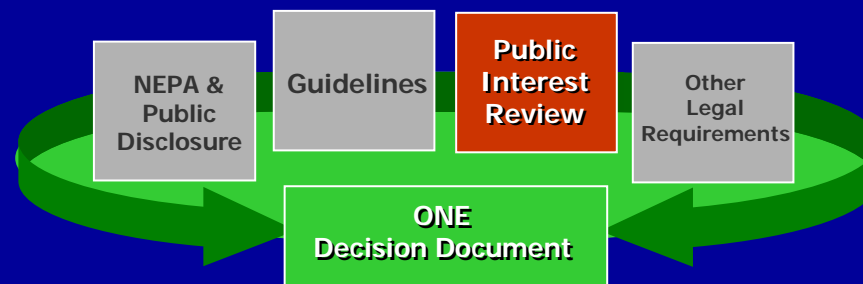 NEPA &
Public
Disclosure
Guidelines
Public
Interest
Review
Other
Legal
Requirements
ONE
Decision Document